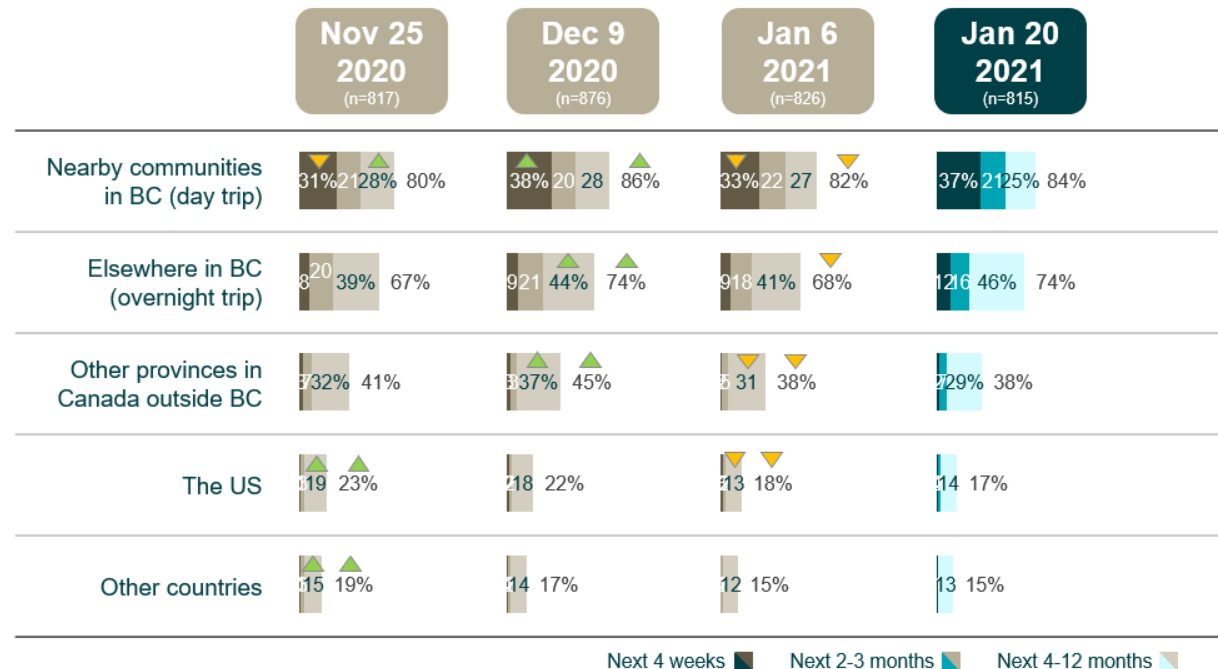 Nov 25 Dec 9 Jan 6 Jan 20
2020 2020 2021 2021
(n=817) (n=876) (n=826) (n=815)
Nearby communities
31% 21 28% 80% 38% 20 28 86% 33% 22 27 82% 37% 21 25% 84%
in BC (day trip)
Elsewhere in BC
8 20 39% 67% 9 21 44% 74% 9 18 41% 68% 12 16 46% 74%
(overnight trip)
Other provinces in
32% 41% 37% 45% 31 38% 29% 38%
Canada outside BC
The US 19 23% 18 22% 13 18% 14 17%
Other countries 15 19% 14 17% 12 15% 13 15%
Next 4 weeks Next 2-3 months Next 4-12 months